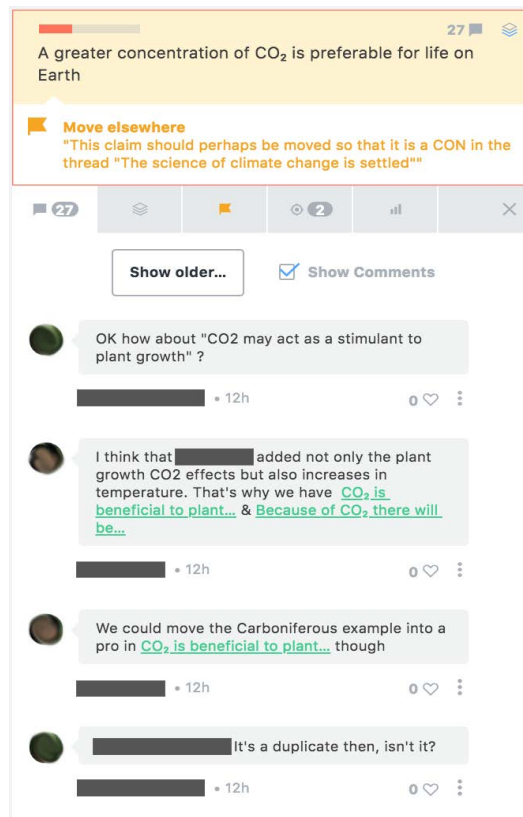 27
A greater concentration of CO₂ is preferable for life on
Earth
Move elsewhere
"This claim should perhaps be moved so that it is a CON in the
thread "The science of climate change is settled""
27
2
Show older...
Show Comments
OK how about "CO2 may act as a stimulant to
plant growth" ?
• 12h
0
I think that added not only the plant
growth CO2 effects but also increases in
temperature. That's why we have CO₂ is
beneficial to plant... & Because of CO₂ there will
be...
• 12h
0
We could move the Carboniferous example into a
pro in CO₂ is beneficial to plant... though
• 12h
0
It's a duplicate then, isn't it?
• 12h
0